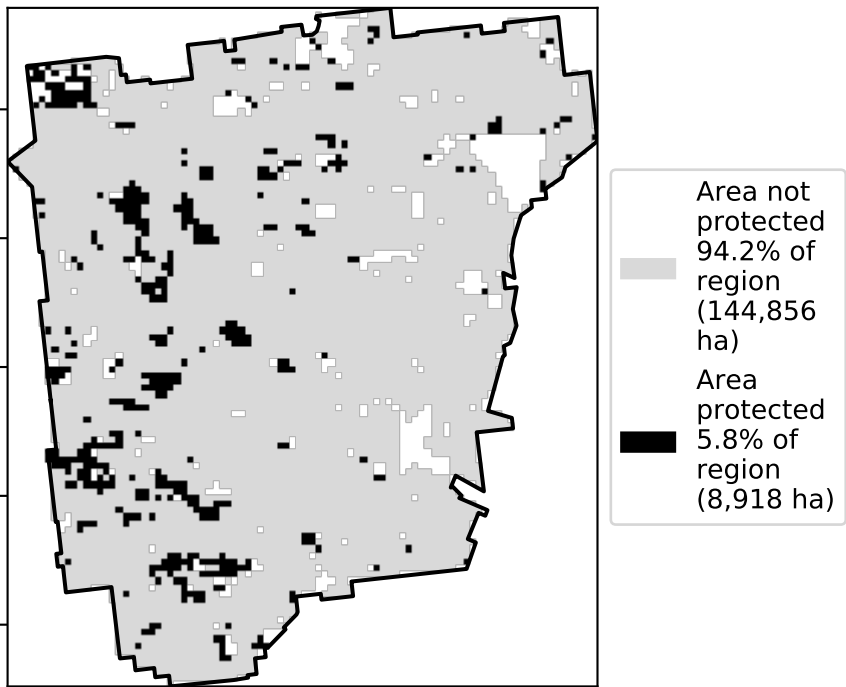 Area not
protected
94.2% of
region
(144,856
ha)
Area
protected
5.8% of
region
(8,918 ha)